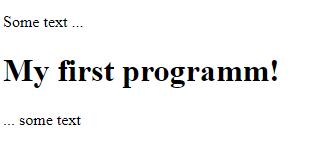 Some text ...
My first programm!
... some text